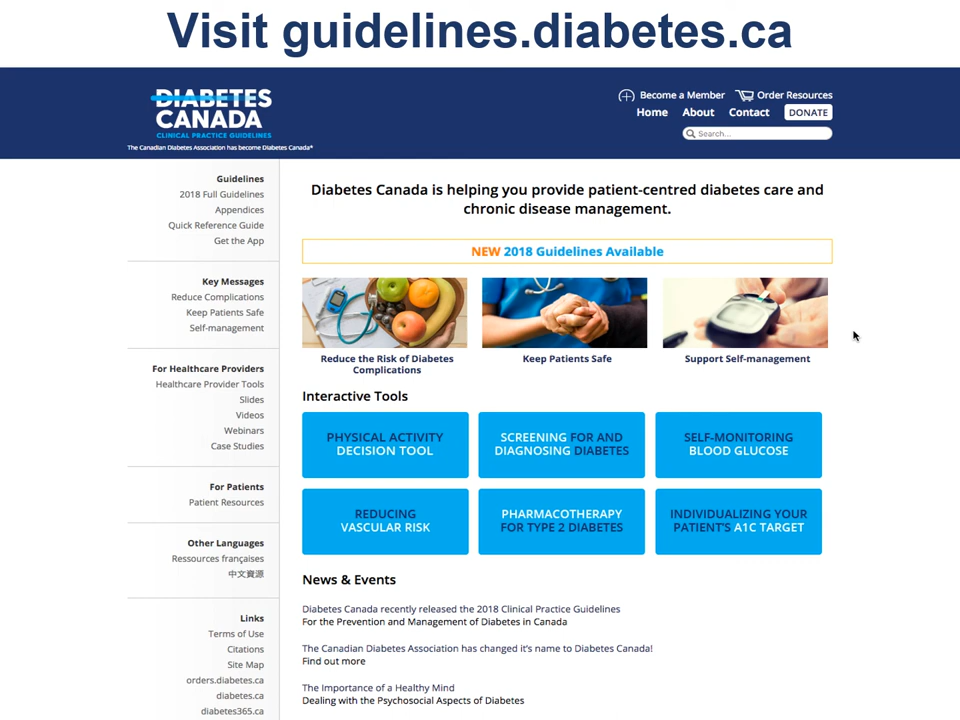 Visit guidelines.diabetes.ca
DIABETES
CANADA
CLINICAL PRACTICE GUIDELINES
The Canadian Diabetes Association has become Diabetes Canada*
Become a Member
Order Resources
Home
About
Contact
DONATE
Search...
Guidelines
2018 Full Guidelines
Appendices
Quick Reference Guide
Get the App
Key Messages
Reduce Complications
Keep Patients Safe
Self-management
For Healthcare Providers
Healthcare Provider Tools
Slides
Videos
Webinars
Case Studies
For Patients
Patient Resources
Other Languages
Ressources françaises
中文資源
Links
Terms of Use
Citations
Site Map
orders.diabetes.ca
diabetes.ca
diabetes365.ca
Diabetes Canada is helping you provide patient-centred diabetes care and
chronic disease management.
NEW 2018 Guidelines Available
Reduce the Risk of Diabetes
Complications
Keep Patients Safe
Support Self-management
Interactive Tools
PHYSICAL ACTIVITY
DECISION TOOL
SCREENING FOR AND
DIAGNOSING DIABETES
SELF-MONITORING
BLOOD GLUCOSE
REDUCING
VASCULAR RISK
PHARMACOTHERAPY
FOR TYPE 2 DIABETES
INDIVIDUALIZING YOUR
PATIENT'S A1C TARGET
News & Events
Diabetes Canada recently released the 2018 Clinical Practice Guidelines
For the Prevention and Management of Diabetes in Canada
The Canadian Diabetes Association has changed it's name to Diabetes Canada!
Find out more
The Importance of a Healthy Mind
Dealing with the Psychosocial Aspects of Diabetes